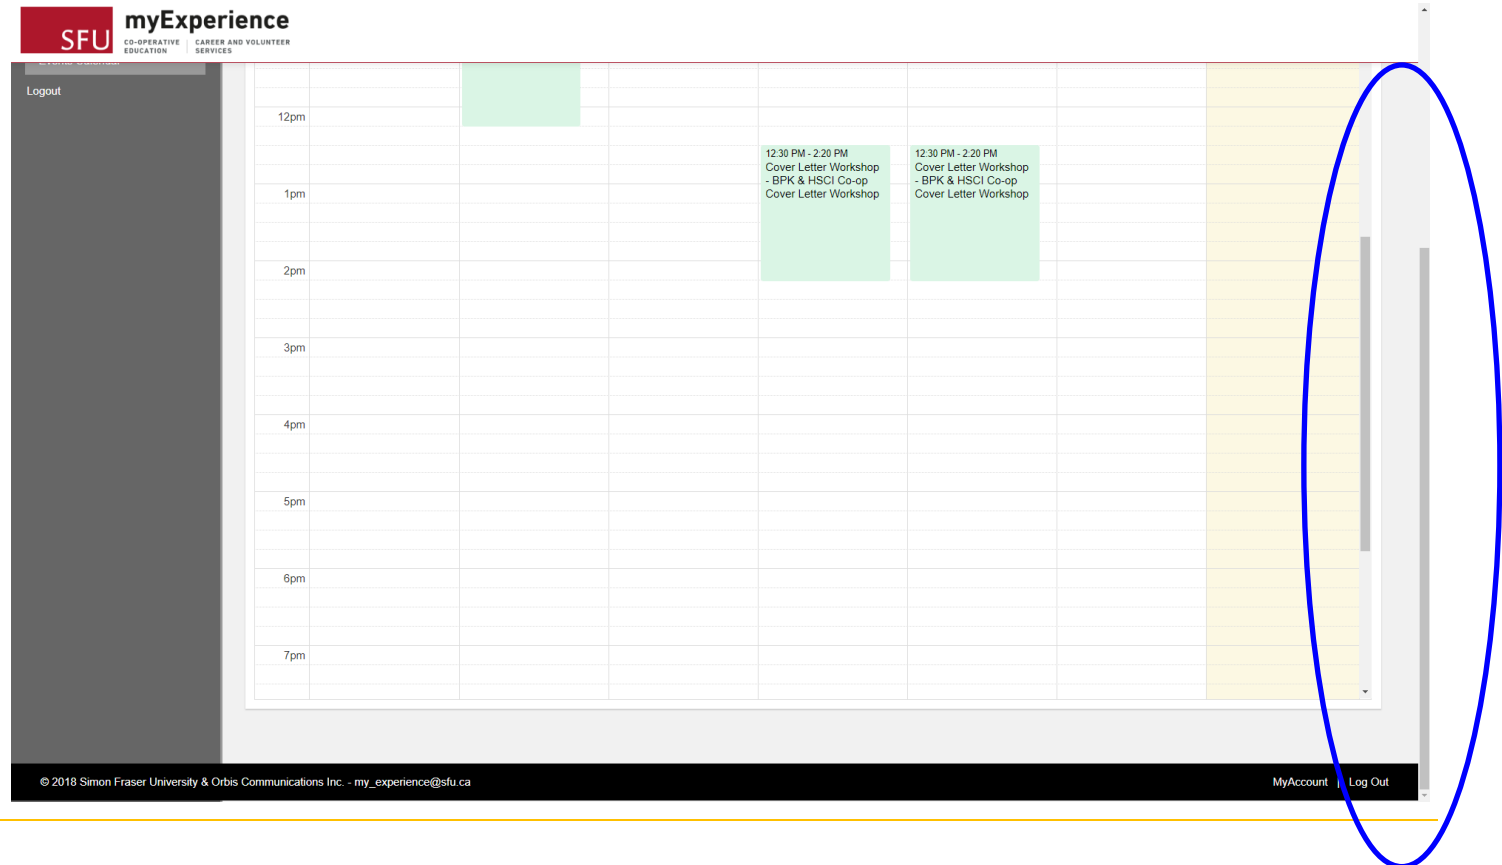 SFU
myExperience
CO-OPERATIVE EDUCATION
CAREER AND VOLUNTEER SERVICES
Events Calendar
Logout
12pm
12:30 PM - 2:20 PM
Cover Letter Workshop
- BPK & HSCI Co-op
Cover Letter Workshop
12:30 PM - 2:20 PM
Cover Letter Workshop
- BPK & HSCI Co-op
Cover Letter Workshop
1pm
2pm
3pm
4pm
5pm
6pm
7pm
© 2018 Simon Fraser University & Orbis Communications Inc. - my_experience@sfu.ca
MyAccount | Log Out